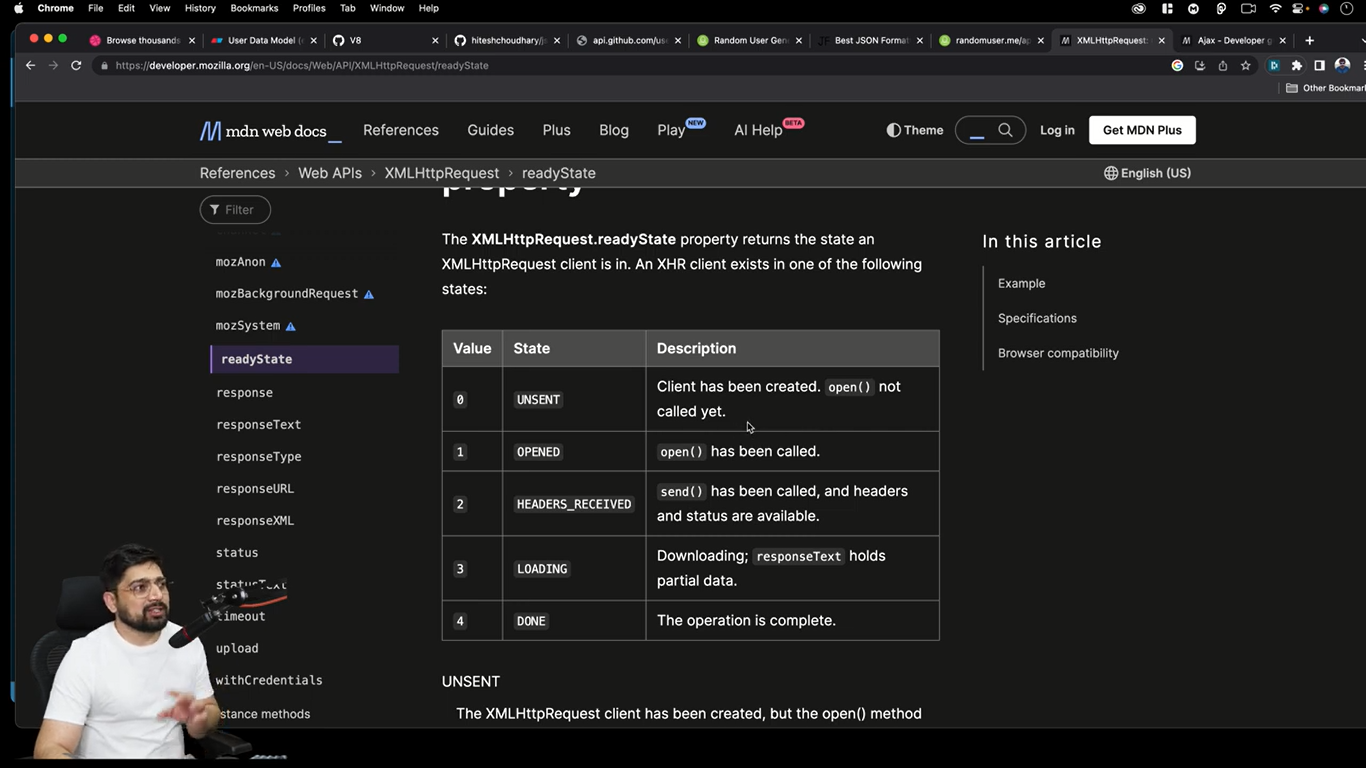 Chrome File Edit View History Bookmarks Profiles Tab Window Help
Browse thousands User Data Model ( V8 hiteshchoudhary/j api.github.com/use Random User Gen Best JSON Format randomuser.me/ap XMLHttpRequest: Ajax - Developer g
https://developer.mozilla.org/en-US/docs/Web/API/XMLHttpRequest/readyState
Other Bookmar
mdn web docs_ References Guides Plus Blog Play NEW AI Help BETA Theme Log in Get MDN Plus
References › Web APIs › XMLHttpRequest › readyState English (US)
Filter
mozAnon
mozBackgroundRequest
mozSystem
readyState
response
responseText
responseType
responseURL
responseXML
status
statusText
timeout
upload
withCredentials
stance methods
property
The XMLHttpRequest.readyState property returns the state an
XMLHttpRequest client is in. An XHR client exists in one of the following
states:
Value State Description
0 UNSENT Client has been created. open() not
called yet.
1 OPENED open() has been called.
2 HEADERS_RECEIVED send() has been called, and headers
and status are available.
3 LOADING Downloading; responseText holds
partial data.
4 DONE The operation is complete.
UNSENT
The XMLHttpRequest client has been created, but the open() method
In this article
Example
Specifications
Browser compatibility